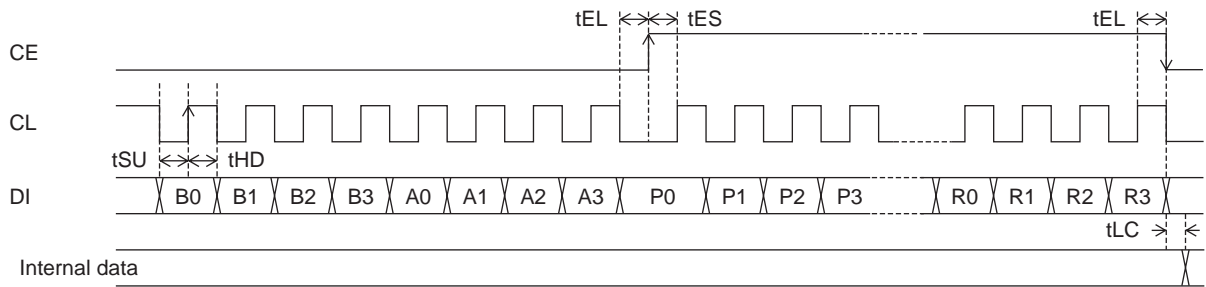 tEL tES tEL
CE
CL
tSU tHD
DI B0 B1 B2 B3 A0 A1 A2 A3 P0 P1 P2 P3 R0 R1 R2 R3
tLC
Internal data